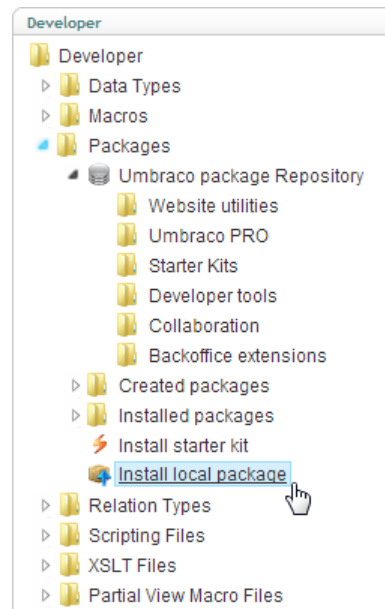 Developer
Developer
Data Types
Macros
Packages
Umbraco package Repository
Website utilities
Umbraco PRO
Starter Kits
Developer tools
Collaboration
Backoffice extensions
Created packages
Installed packages
Install starter kit
Install local package
Relation Types
Scripting Files
XSLT Files
Partial View Macro Files